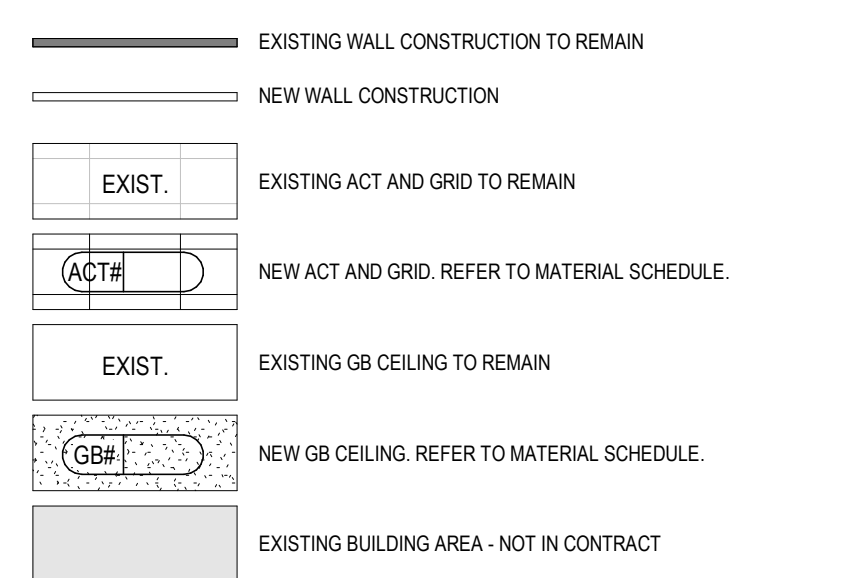 EXISTING WALL CONSTRUCTION TO REMAIN
NEW WALL CONSTRUCTION
EXIST. EXISTING ACT AND GRID TO REMAIN
ACT# NEW ACT AND GRID. REFER TO MATERIAL SCHEDULE.
EXIST. EXISTING GB CEILING TO REMAIN
GB# NEW GB CEILING. REFER TO MATERIAL SCHEDULE.
EXISTING BUILDING AREA - NOT IN CONTRACT